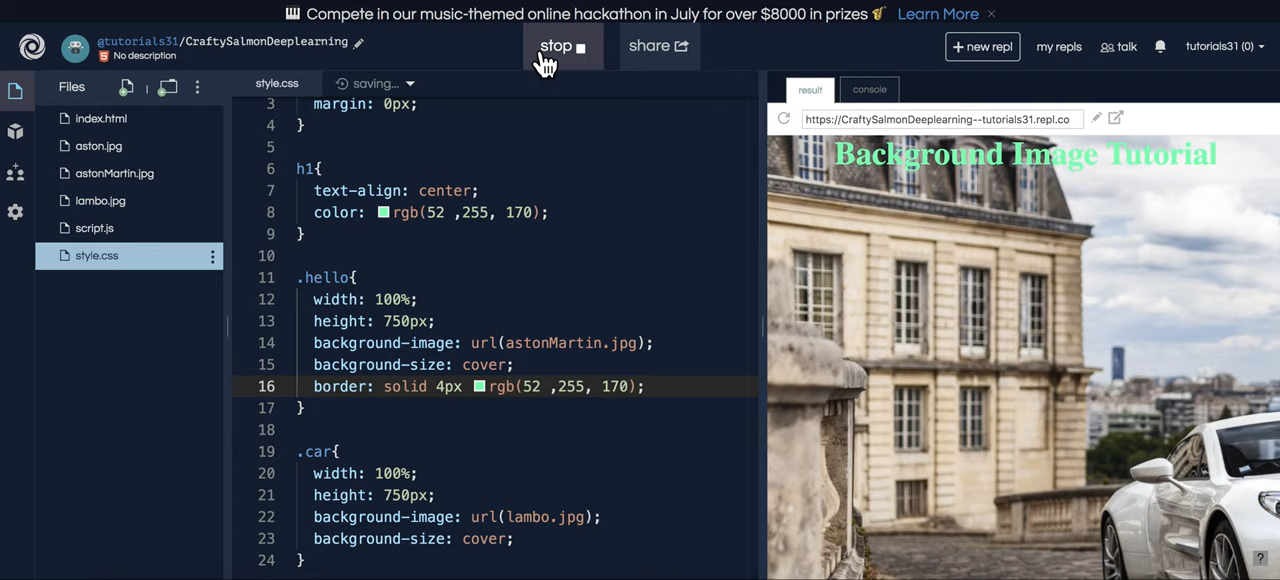 Compete in our music-themed online hackathon in July for over $8000 in prizes Learn More ×
@tutorials31/CraftySalmonDeeplearning
No description
stop
share
+ new repl
my repls
talk
tutorials31 (0)
Files
index.html
aston.jpg
astonMartin.jpg
lambo.jpg
script.js
style.css
style.css
saving...
3 margin: 0px;
4 }
5
6 h1{
7 text-align: center;
8 color: rgb(52 ,255, 170);
9 }
10
11 .hello{
12 width: 100%;
13 height: 750px;
14 background-image: url(astonMartin.jpg);
15 background-size: cover;
16 border: solid 4px rgb(52 ,255, 170);
17 }
18
19 .car{
20 width: 100%;
21 height: 750px;
22 background-image: url(lambo.jpg);
23 background-size: cover;
24 }
result
console
https://CraftySalmonDeeplearning--tutorials31.repl.co
Background Image Tutorial
?